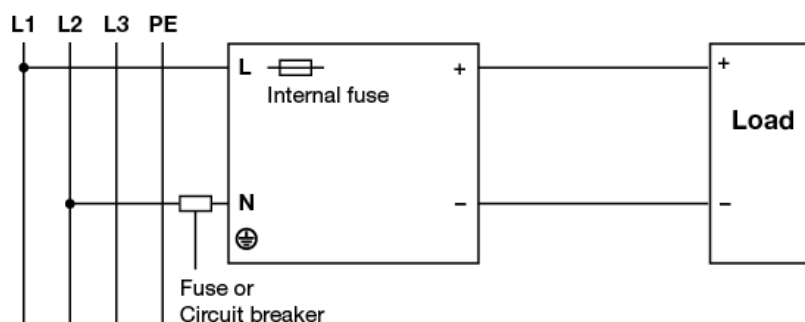 L1 L2 L3 PE
L
Internal fuse
+
+
Load
N
−
−
Fuse or
Circuit breaker